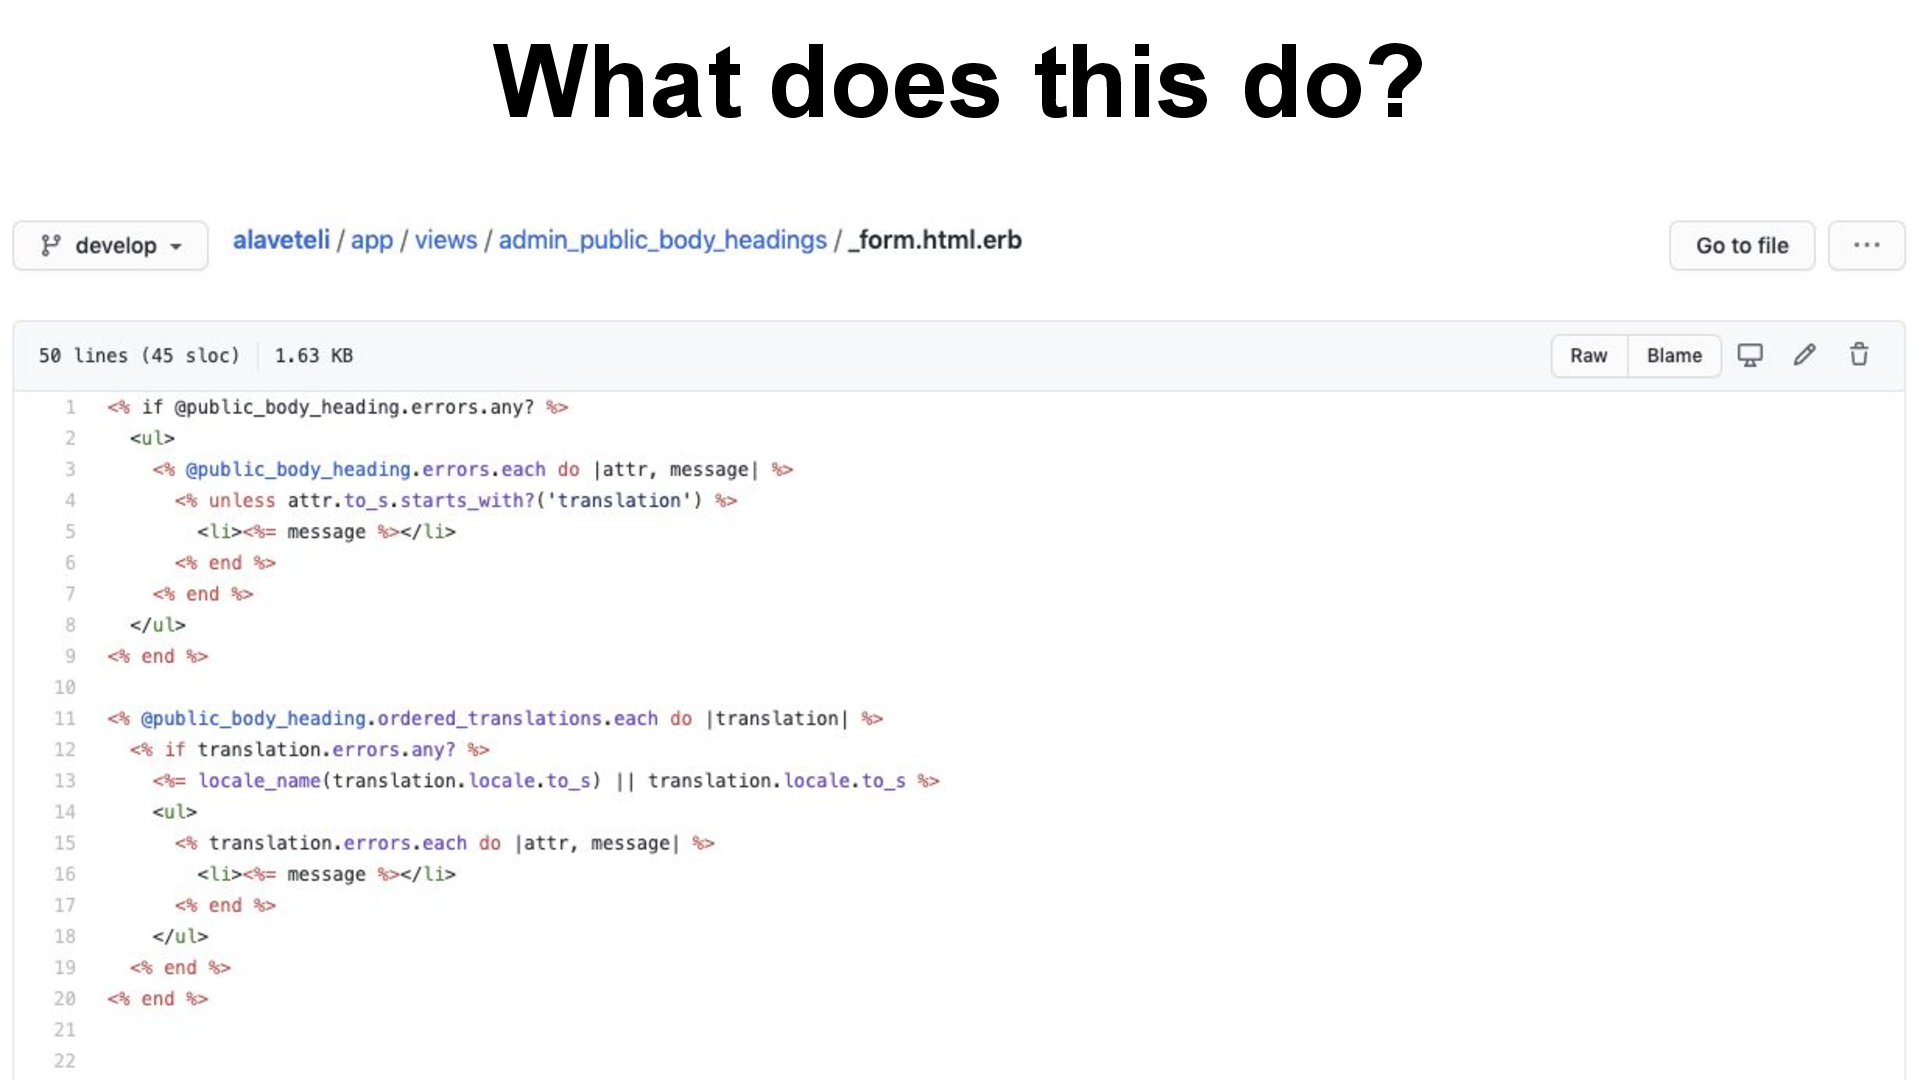 What does this do?
develop
alaveteli / app / views / admin_public_body_headings / _form.html.erb
Go to file
...
50 lines (45 sloc) 1.63 KB
Raw Blame
1 <% if @public_body_heading.errors.any? %>
2 <ul>
3 <% @public_body_heading.errors.each do |attr, message| %>
4 <% unless attr.to_s.starts_with?('translation') %>
5 <li><%= message %></li>
6 <% end %>
7 <% end %>
8 </ul>
9 <% end %>
10
11 <% @public_body_heading.ordered_translations.each do |translation| %>
12 <% if translation.errors.any? %>
13 <%= locale_name(translation.locale.to_s) || translation.locale.to_s %>
14 <ul>
15 <% translation.errors.each do |attr, message| %>
16 <li><%= message %></li>
17 <% end %>
18 </ul>
19 <% end %>
20 <% end %>
21
22